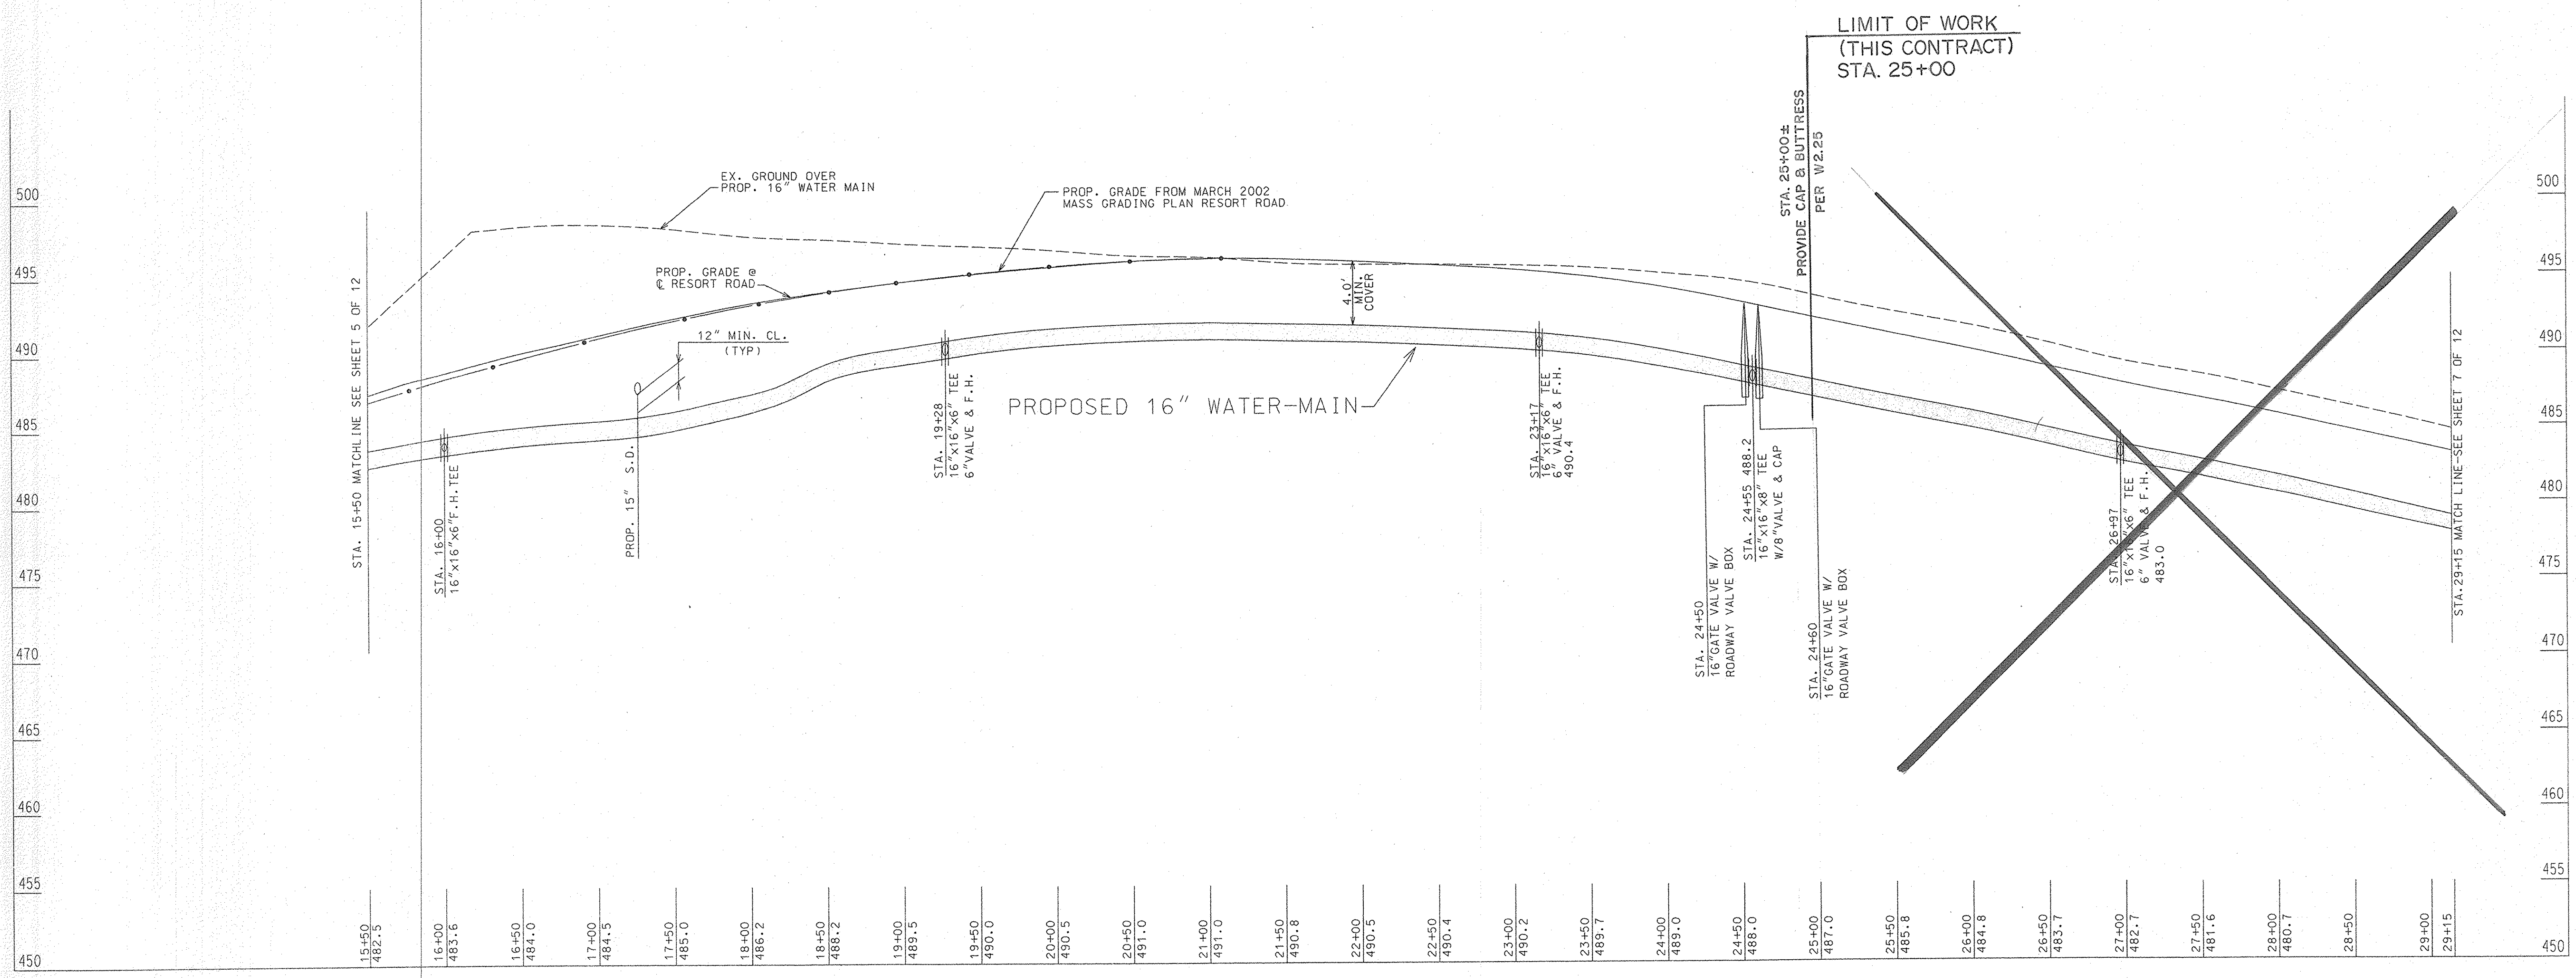 LIMIT OF WORK
(THIS CONTRACT)
STA. 25+00
STA. 25+00±
PROVIDE CAP & BUTTRESS
PER W2.25
EX. GROUND OVER
PROP. 16" WATER MAIN
PROP. GRADE FROM MARCH 2002
MASS GRADING PLAN RESORT ROAD
PROP. GRADE @
℄ RESORT ROAD
12" MIN. CL.
(TYP)
4.0'
MIN.
COVER
PROPOSED 16" WATER-MAIN
500
495
490
485
480
475
470
465
460
455
450
STA. 15+50 MATCHLINE SEE SHEET 5 OF 12
STA. 16+00
16"x16"x6"F.H.TEE
PROP. 15" S.D.
STA. 19+28
16"x16"x6" TEE
6"VALVE & F.H.
STA. 23+17
16"x16"x6" TEE
6" VALVE & F.H.
490.4
STA. 24+50
16"GATE VALVE W/
ROADWAY VALVE BOX
STA. 24+55 488.2
16"x16"x8" TEE
W/8"VALVE & CAP
STA. 24+60
16"GATE VALVE W/
ROADWAY VALVE BOX
STA. 26+97
16"x16"x6" TEE
6" VALVE & F.H.
483.0
STA.29+15 MATCH LINE-SEE SHEET 7 OF 12
500
495
490
485
480
475
470
465
460
455
450
15+50
482.5
16+00
483.6
16+50
484.0
17+00
484.5
17+50
485.0
18+00
486.2
18+50
488.2
19+00
489.5
19+50
490.0
20+00
490.5
20+50
491.0
21+00
491.0
21+50
490.8
22+00
490.5
22+50
490.4
23+00
490.2
23+50
489.7
24+00
489.0
24+50
488.0
25+00
487.0
25+50
485.8
26+00
484.8
26+50
483.7
27+00
482.7
27+50
481.6
28+00
480.7
28+50
29+00
29+15